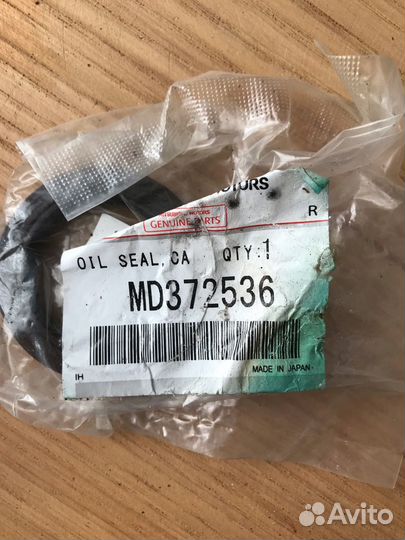 MOTORS
GENUINE PARTS
R
OIL SEAL,CA QTY:1
MD372536
IH
MADE IN JAPAN
Avito